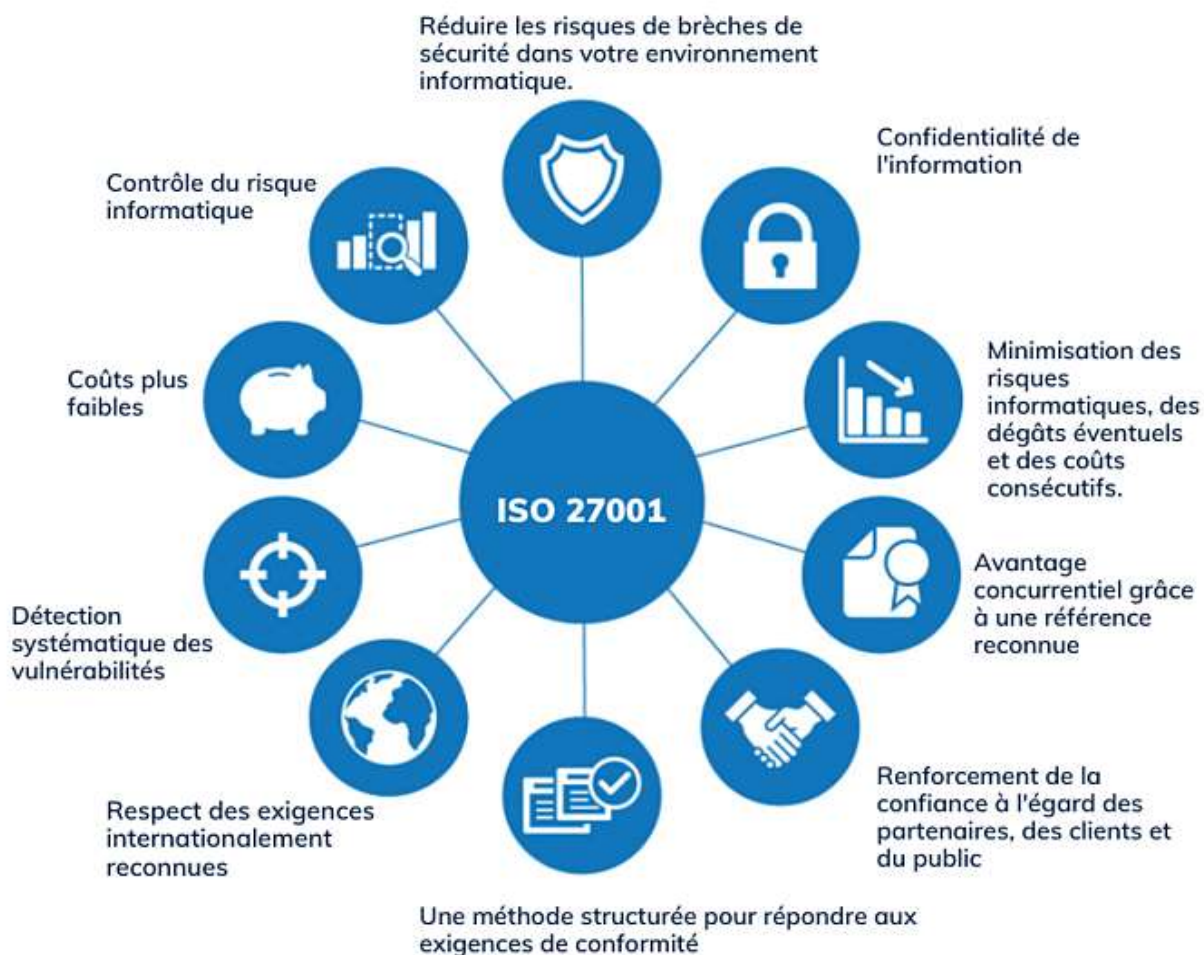 Réduire les risques de brèches de
sécurité dans votre environnement
informatique.
Confidentialité de
l'information
Contrôle du risque
informatique
Minimisation des
risques
informatiques, des
dégâts éventuels
et des coûts
consécutifs.
Coûts plus
faibles
ISO 27001
Avantage
concurrentiel grâce
à une référence
reconnue
Détection
systématique des
vulnérabilités
Renforcement de la
confiance à l'égard des
partenaires, des clients et
du public
Respect des exigences
internationalement
reconnues
Une méthode structurée pour répondre aux
exigences de conformité